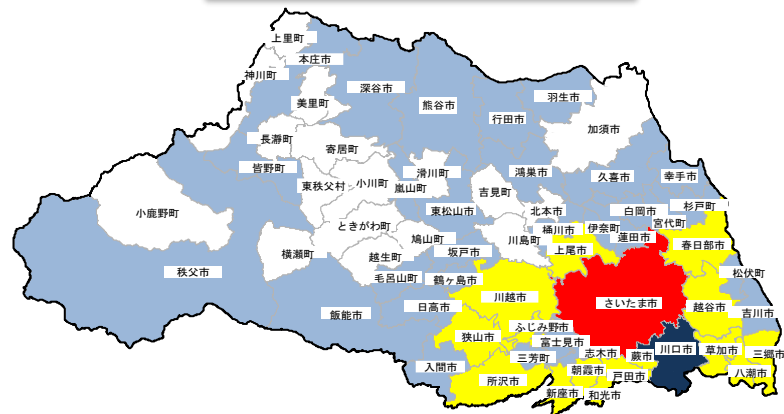 上里町
本庄市
神川町
深谷市
美里町
熊谷市
羽生市
行田市
加須市
長瀞町
寄居町
皆野町
滑川町
鴻巣市
久喜市
幸手市
東秩父村
小川町
嵐山町
吉見町
杉戸町
小鹿野町
東松山市
北本市
白岡市
宮代町
ときがわ町
鳩山町
川島町
桶川市
伊奈町
蓮田市
春日部市
横瀬町
越生町
坂戸市
上尾市
秩父市
毛呂山町
鶴ヶ島市
松伏町
川越市
さいたま市
日高市
越谷市
吉川市
飯能市
ふじみ野市
狭山市
富士見市
三芳町
志木市
蕨市
川口市
草加市
三郷市
入間市
所沢市
朝霞市
戸田市
八潮市
新座市
和光市